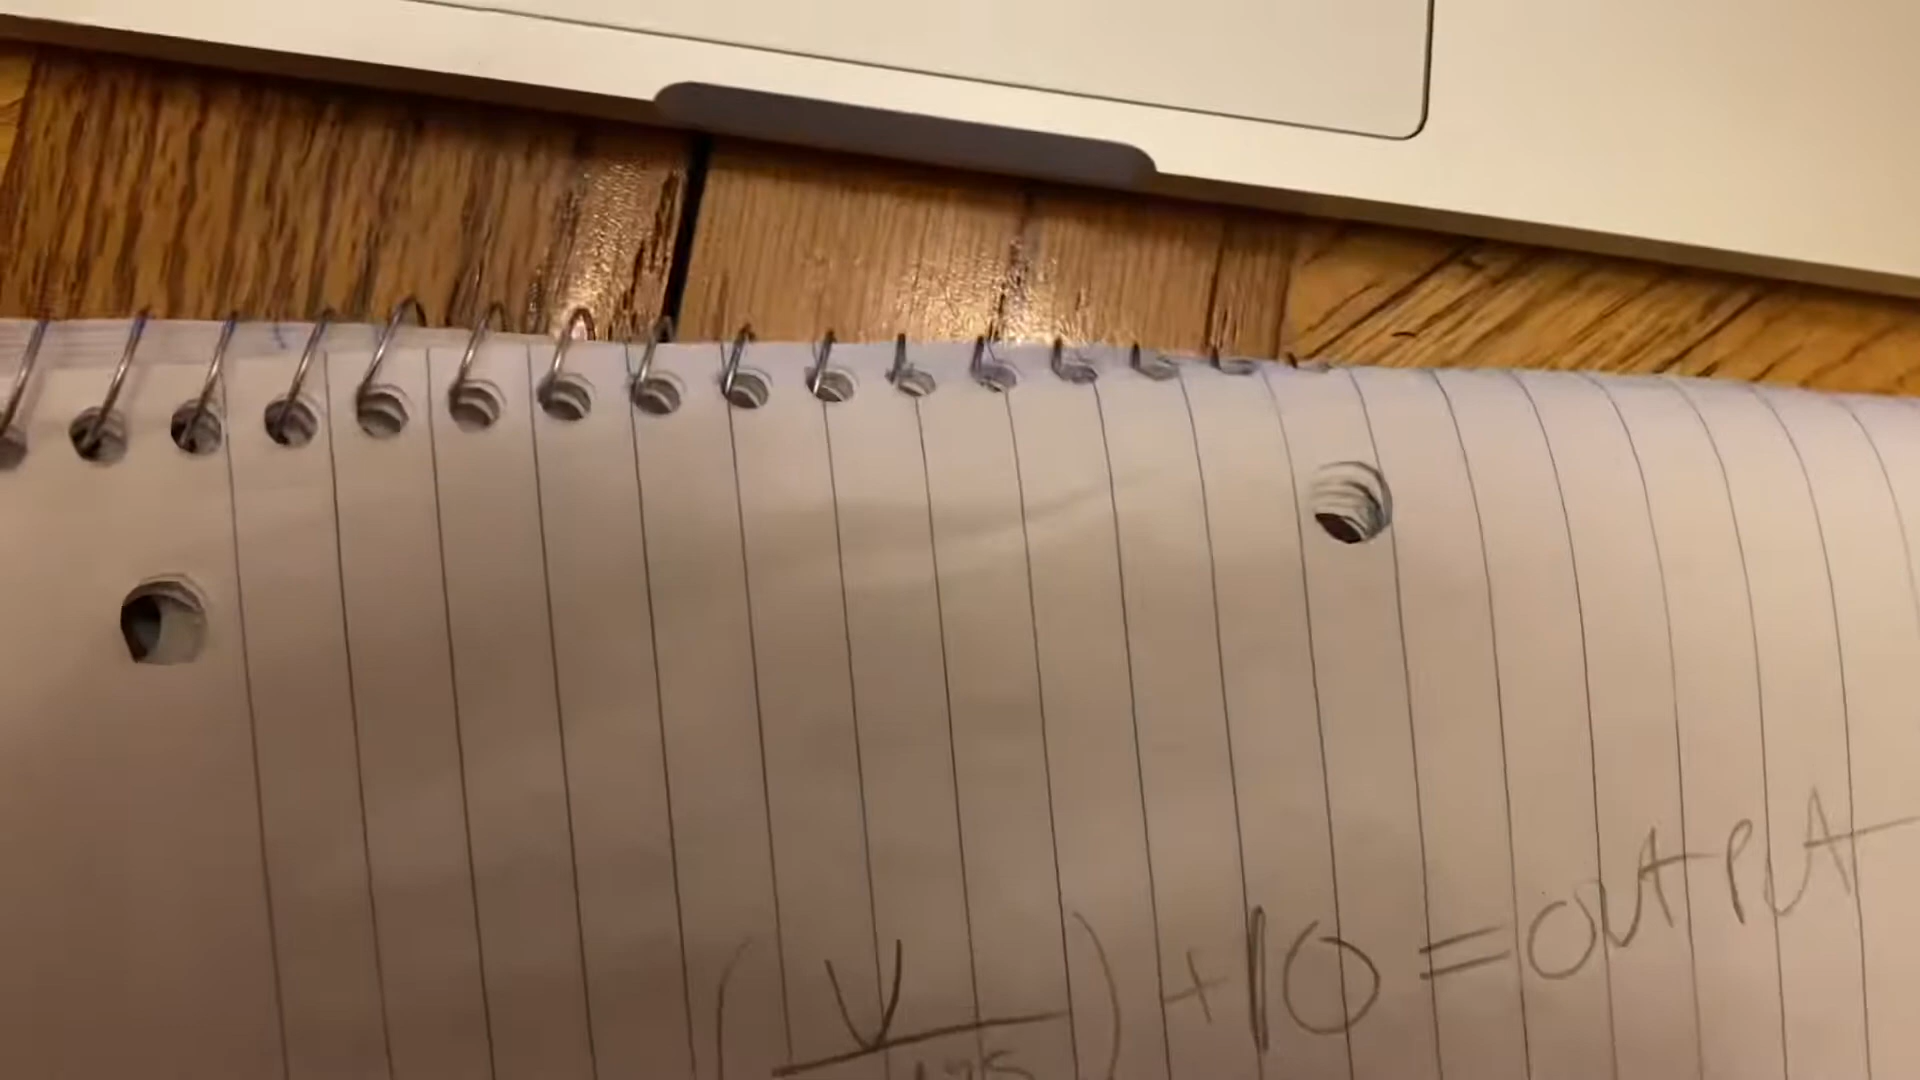 (V/) + 10 = output